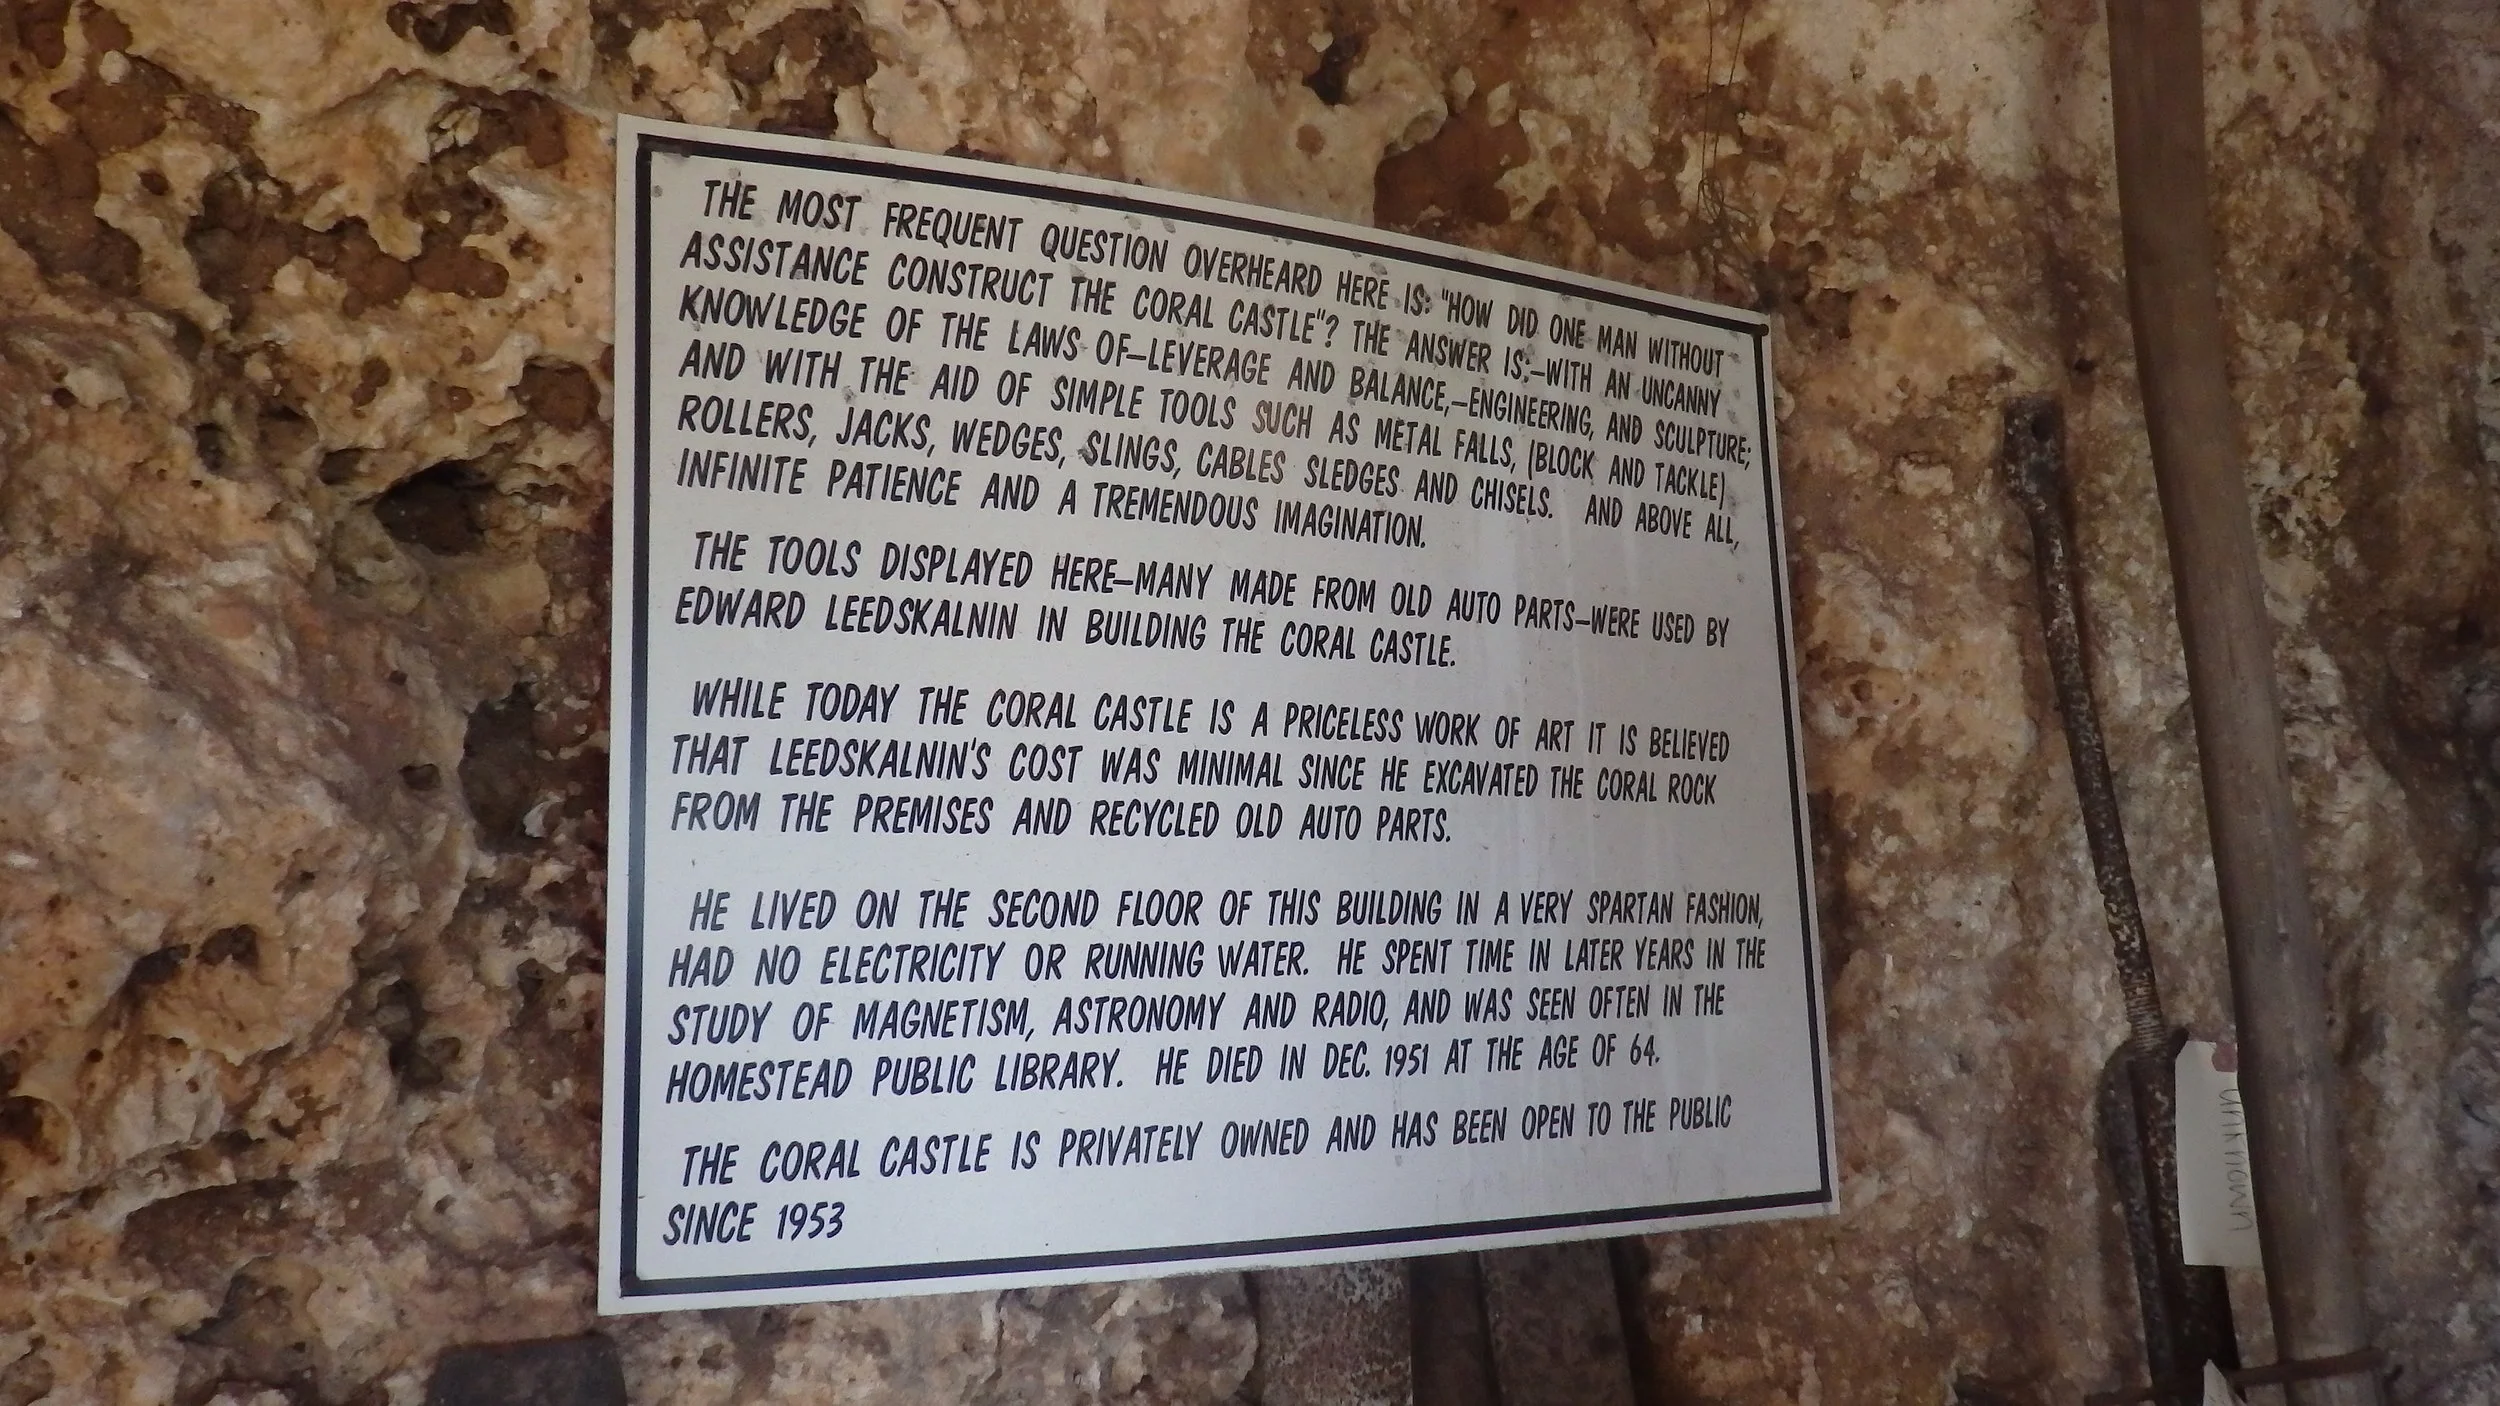 THE MOST FREQUENT QUESTION OVERHEARD HERE IS: "HOW DID ONE MAN WITHOUT
ASSISTANCE CONSTRUCT THE CORAL CASTLE"? THE ANSWER IS:—WITH AN UNCANNY
KNOWLEDGE OF THE LAWS OF—LEVERAGE AND BALANCE,—ENGINEERING, AND SCULPTURE;
AND WITH THE AID OF SIMPLE TOOLS SUCH AS METAL FALLS, (BLOCK AND TACKLE)
ROLLERS, JACKS, WEDGES, SLINGS, CABLES SLEDGES AND CHISELS. AND ABOVE ALL,
INFINITE PATIENCE AND A TREMENDOUS IMAGINATION.
THE TOOLS DISPLAYED HERE—MANY MADE FROM OLD AUTO PARTS—WERE USED BY
EDWARD LEEDSKALNIN IN BUILDING THE CORAL CASTLE.
WHILE TODAY THE CORAL CASTLE IS A PRICELESS WORK OF ART IT IS BELIEVED
THAT LEEDSKALNIN'S COST WAS MINIMAL SINCE HE EXCAVATED THE CORAL ROCK
FROM THE PREMISES AND RECYCLED OLD AUTO PARTS.
HE LIVED ON THE SECOND FLOOR OF THIS BUILDING IN A VERY SPARTAN FASHION,
HAD NO ELECTRICITY OR RUNNING WATER. HE SPENT TIME IN LATER YEARS IN THE
STUDY OF MAGNETISM, ASTRONOMY AND RADIO, AND WAS SEEN OFTEN IN THE
HOMESTEAD PUBLIC LIBRARY. HE DIED IN DEC. 1951 AT THE AGE OF 64.
THE CORAL CASTLE IS PRIVATELY OWNED AND HAS BEEN OPEN TO THE PUBLIC
SINCE 1953
unknown